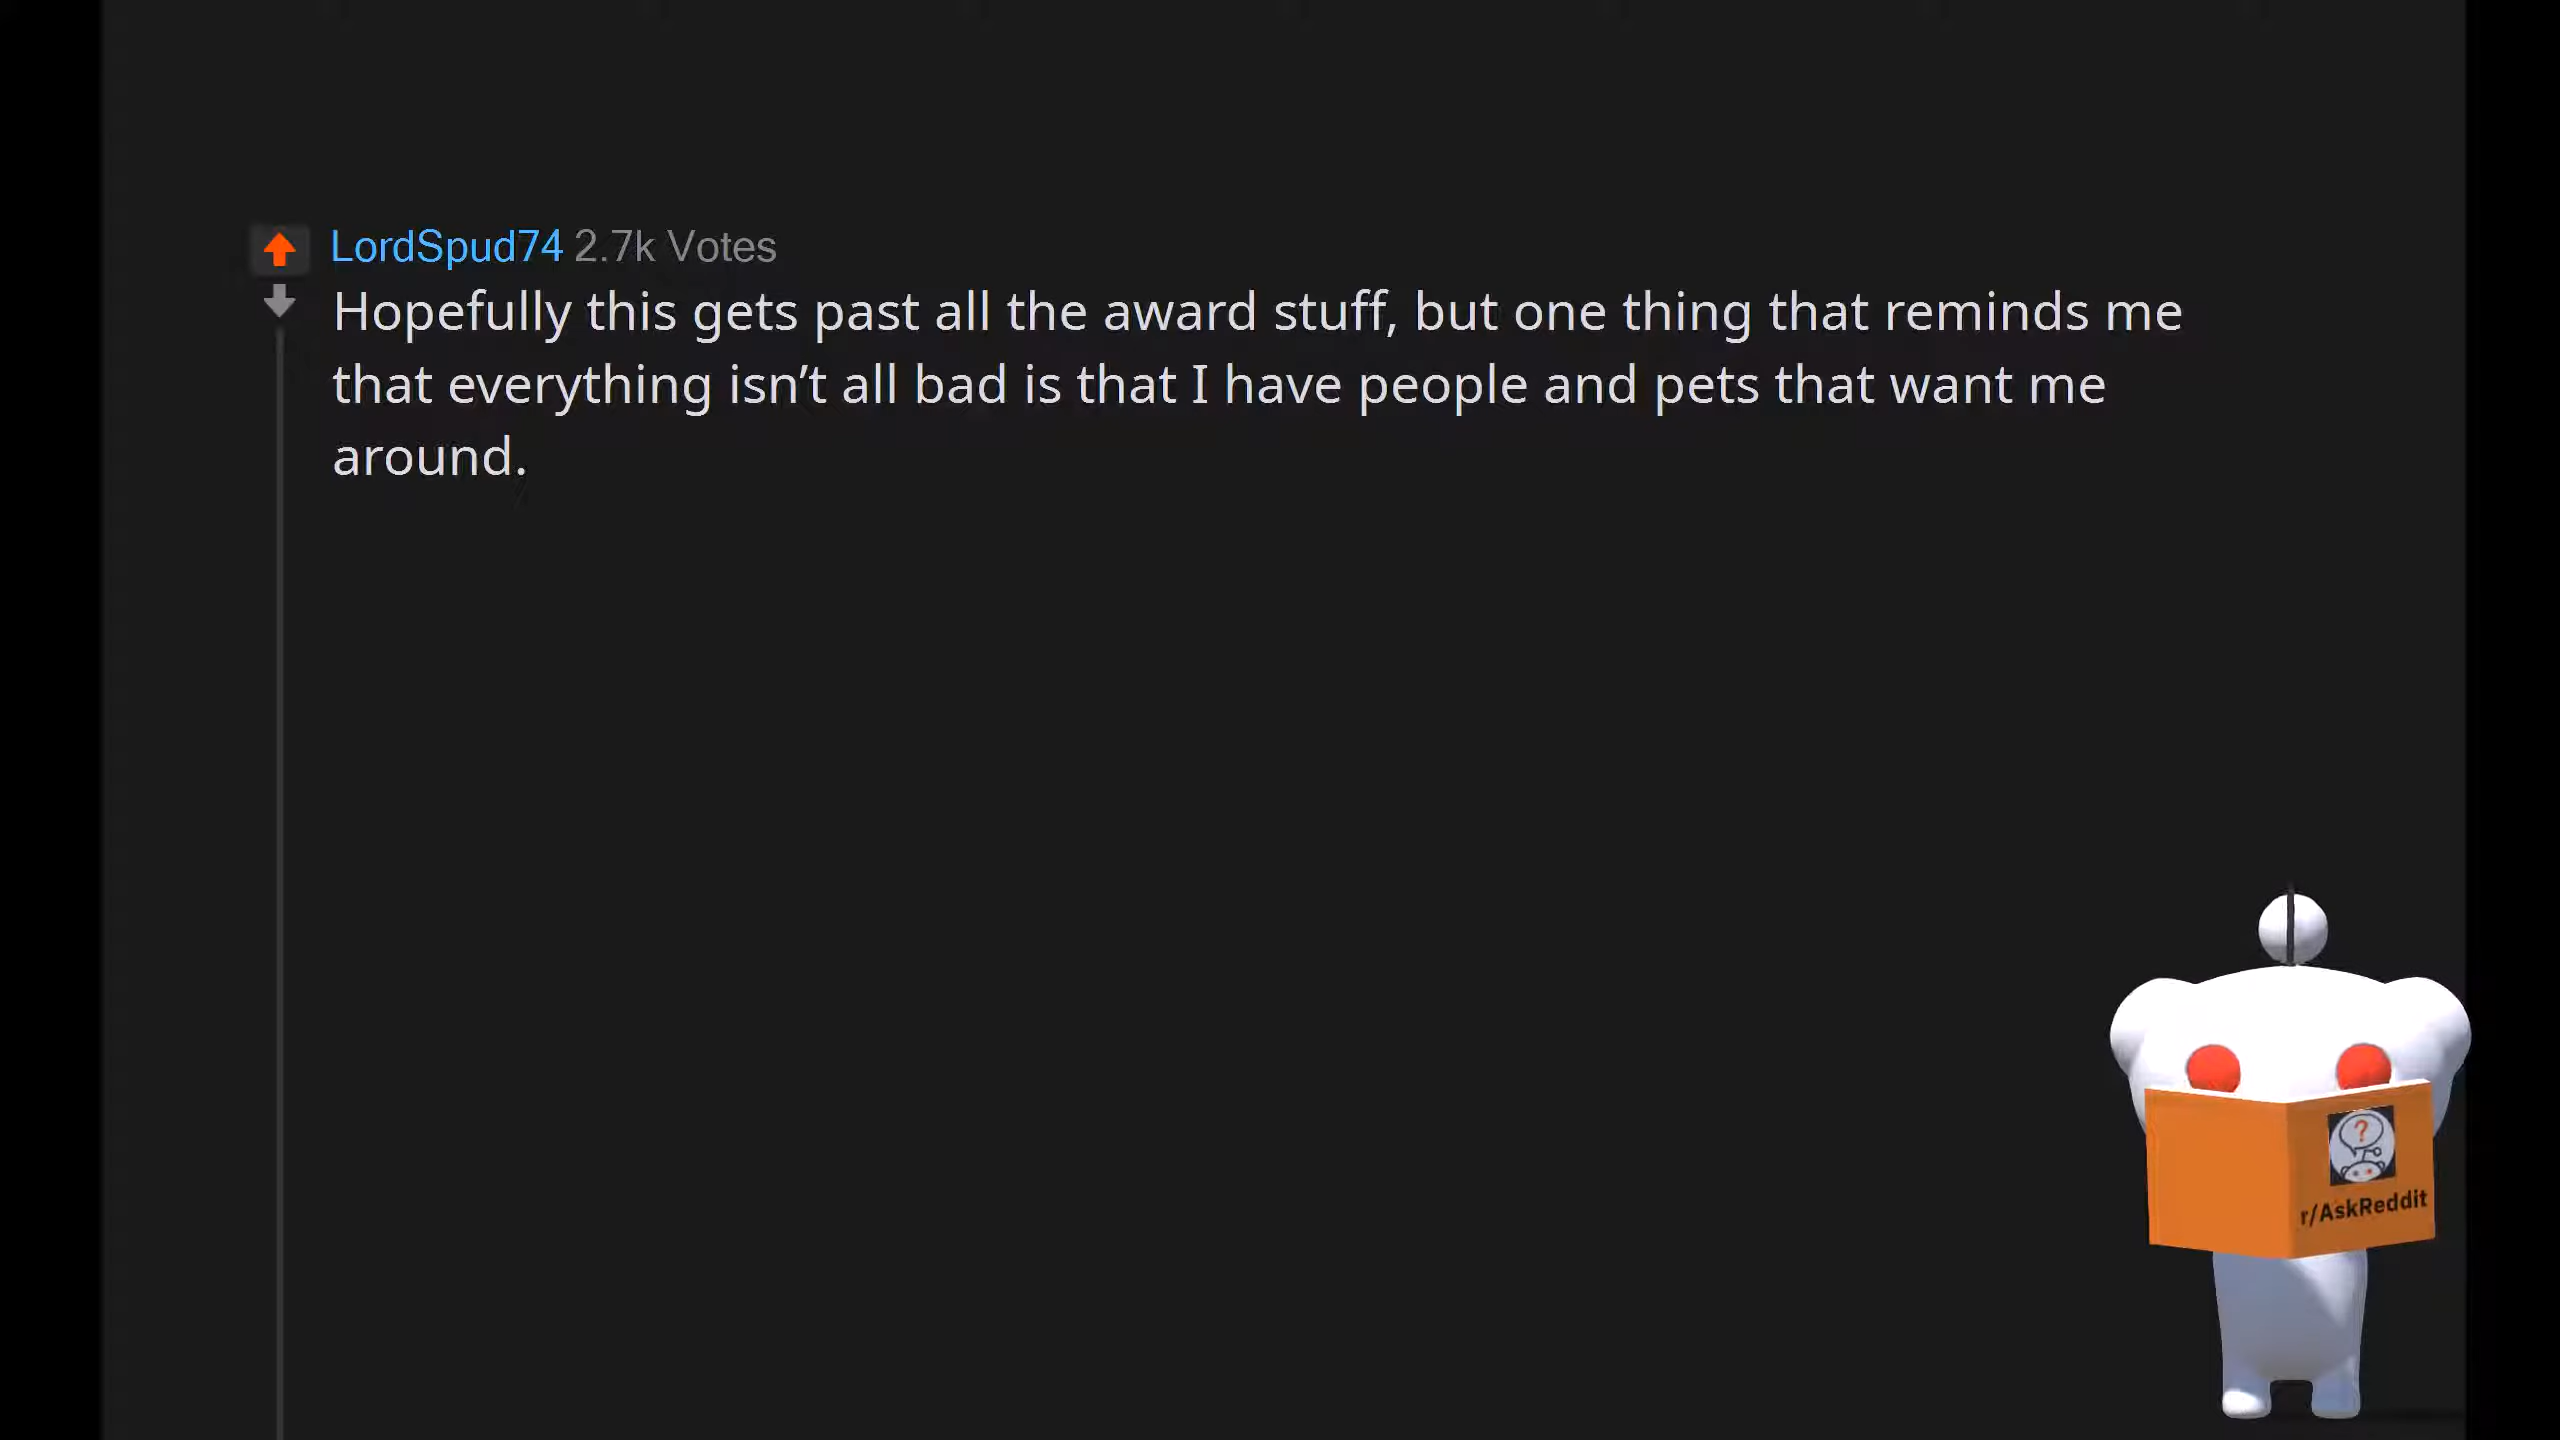 LordSpud74 2.7k Votes
Hopefully this gets past all the award stuff, but one thing that reminds me
that everything isn’t all bad is that I have people and pets that want me
around.
?
r/AskReddit